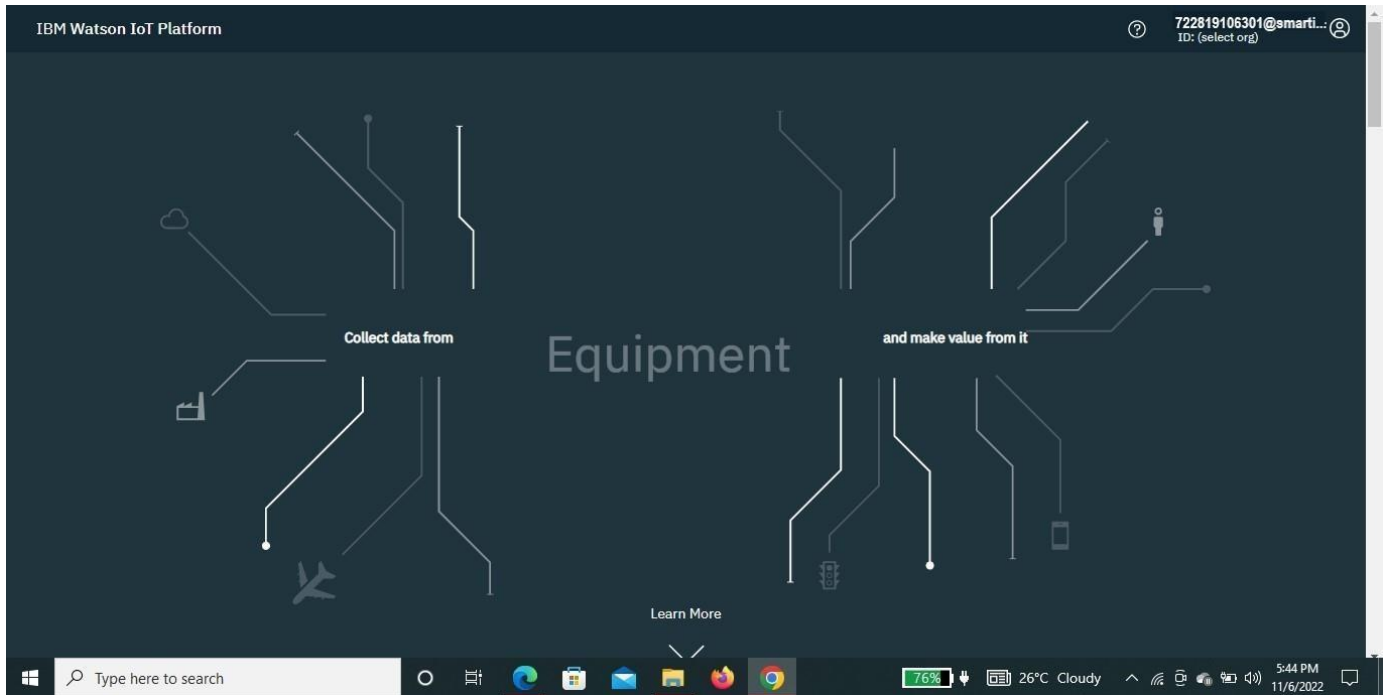 IBM Watson IoT Platform
722819106301@smarti...:
ID: (select org)
Collect data from
Equipment
and make value from it
Learn More
Type here to search
76%
26°C Cloudy
5:44 PM
11/6/2022